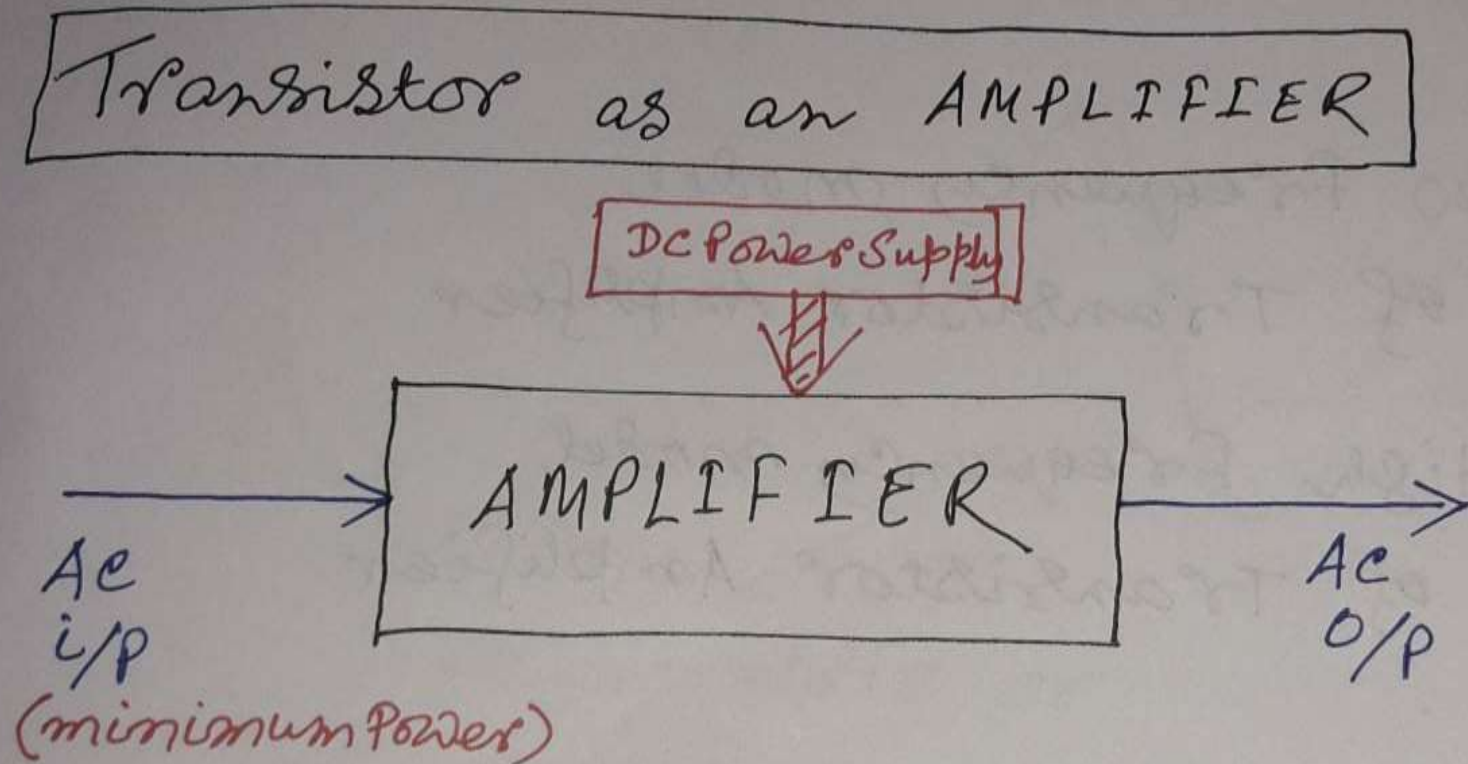 Transistor as an AMPLIFIER
DC Power Supply
AMPLIFIER
AC
i/p
(minimum Power)
AC
O/P